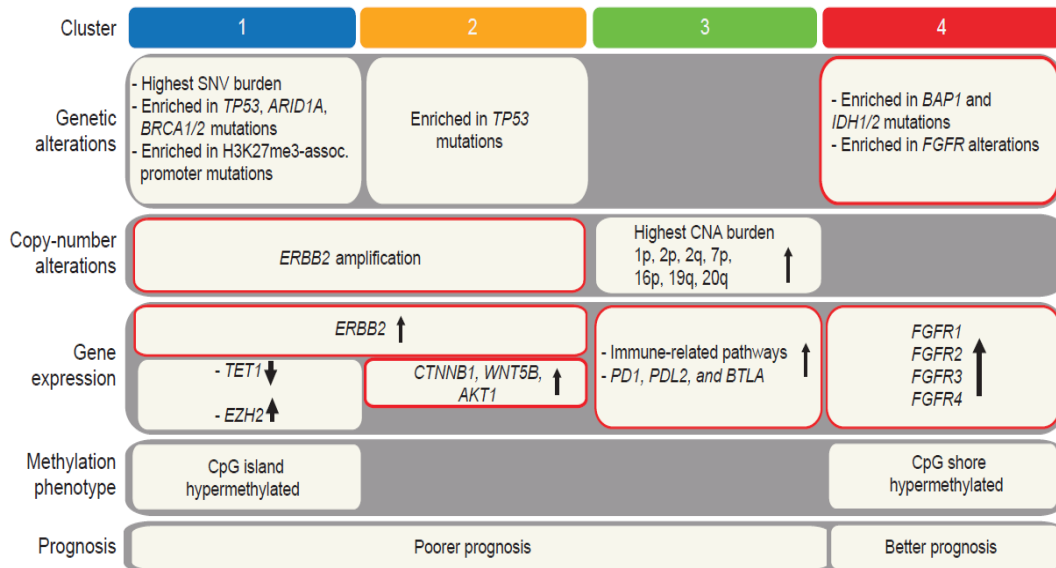 Cluster 1 2 3 4
Genetic
alterations
- Highest SNV burden
- Enriched in TP53, ARID1A,
BRCA1/2 mutations
- Enriched in H3K27me3-assoc.
promoter mutations
Enriched in TP53
mutations
- Enriched in BAP1 and
IDH1/2 mutations
- Enriched in FGFR alterations
Copy-number
alterations
ERBB2 amplification
Highest CNA burden
1p, 2p, 2q, 7p,
16p, 19q, 20q
Gene
expression
ERBB2
- TET1
- EZH2
CTNNB1, WNT5B,
AKT1
- Immune-related pathways
- PD1, PDL2, and BTLA
FGFR1
FGFR2
FGFR3
FGFR4
Methylation
phenotype
CpG island
hypermethylated
CpG shore
hypermethylated
Prognosis
Poorer prognosis
Better prognosis